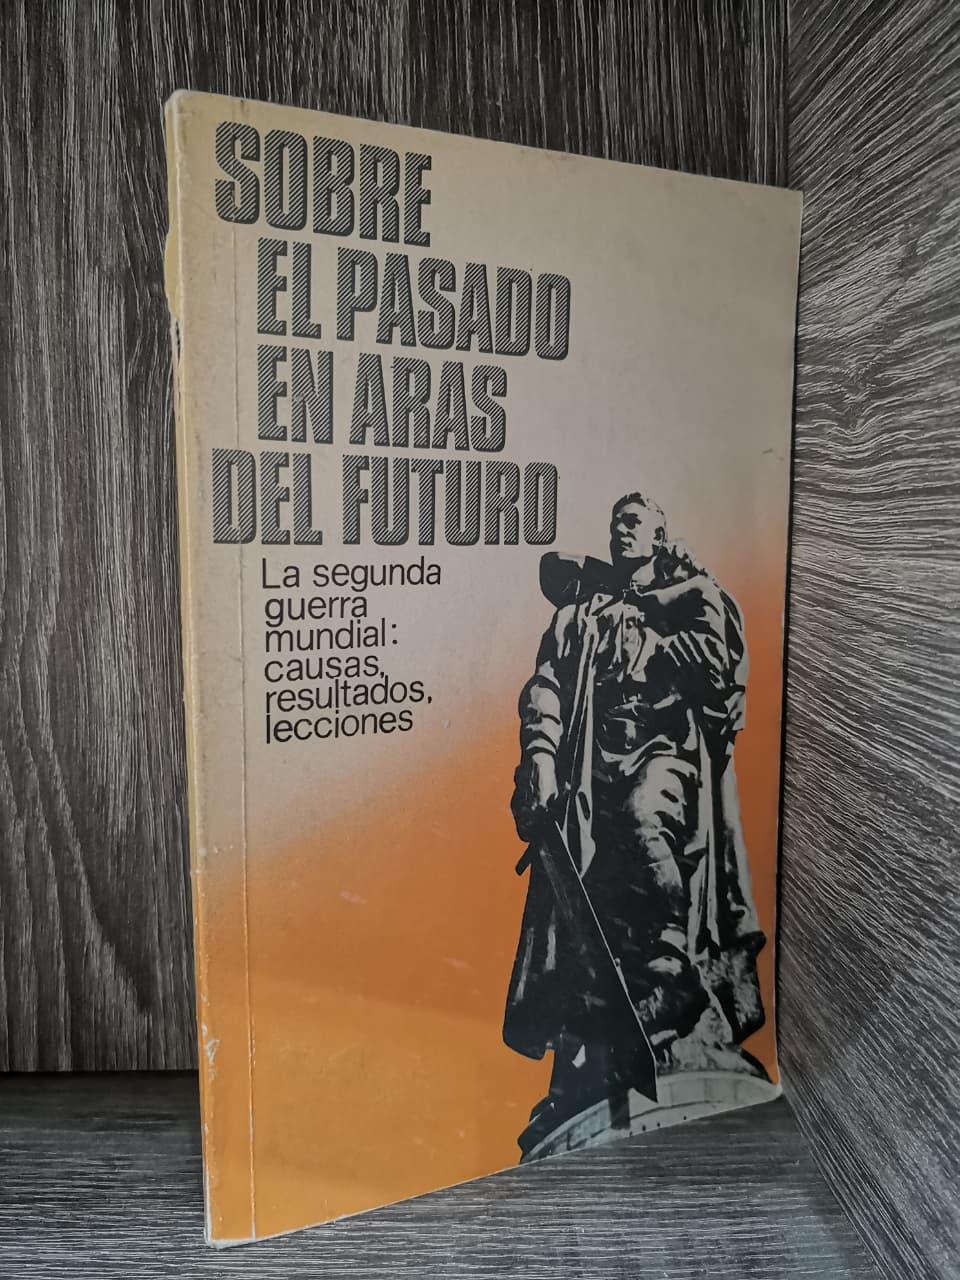 SOBRE
EL PASADO
EN ARAS
DEL FUTURO
La segunda
guerra
mundial:
causas,
resultados,
lecciones